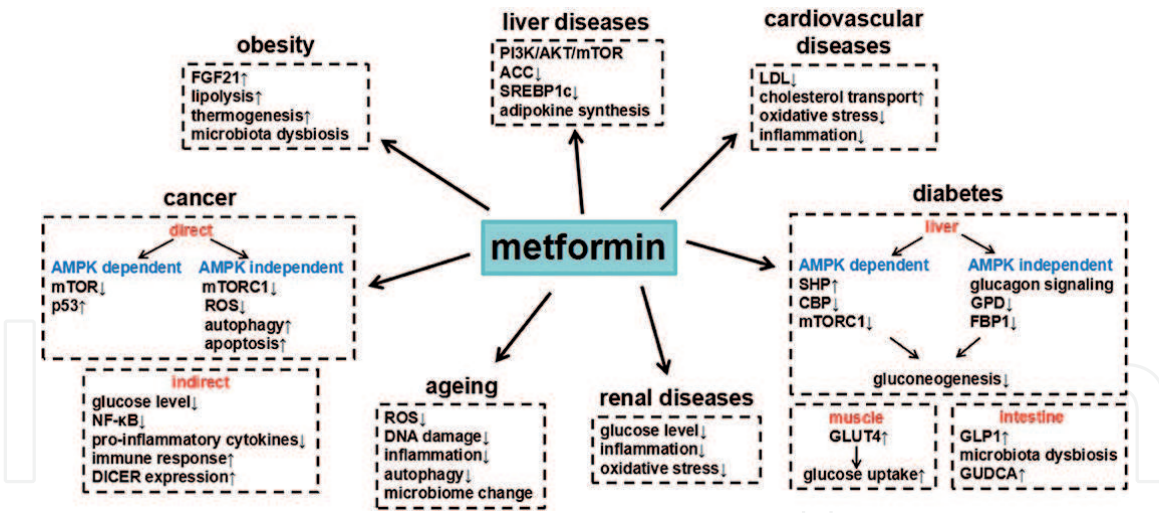 obesity
FGF21↑
lipolysis↑
thermogenesis↑
microbiota dysbiosis
liver diseases
PI3K/AKT/mTOR
ACC↓
SREBP1c↓
adipokine synthesis
cardiovascular
diseases
LDL↓
cholesterol transport↑
oxidative stress↓
inflammation↓
cancer
direct
AMPK dependent
mTOR↓
p53↑
AMPK independent
mTORC1↓
ROS↓
autophagy↑
apoptosis↑
indirect
glucose level↓
NF-κB↓
pro-inflammatory cytokines↓
immune response↑
DICER expression↑
metformin
ageing
ROS↓
DNA damage↓
inflammation↓
autophagy↓
microbiome change
renal diseases
glucose level↓
inflammation↓
oxidative stress↓
diabetes
liver
AMPK dependent
SHP↑
CBP↓
mTORC1↓
AMPK independent
glucagon signaling
GPD↓
FBP1↓
gluconeogenesis↓
muscle
GLUT4↑
glucose uptake↑
intestine
GLP1↑
microbiota dysbiosis
GUDCA↑